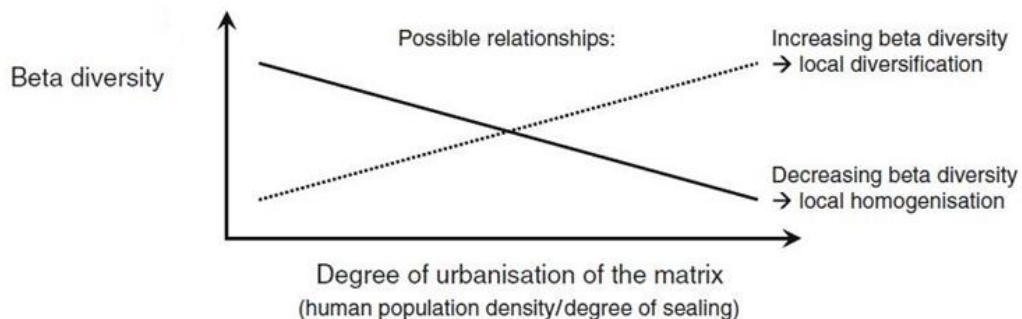 Possible relationships:
Increasing beta diversity
→ local diversification
Beta diversity
Decreasing beta diversity
→ local homogenisation
Degree of urbanisation of the matrix
(human population density/degree of sealing)